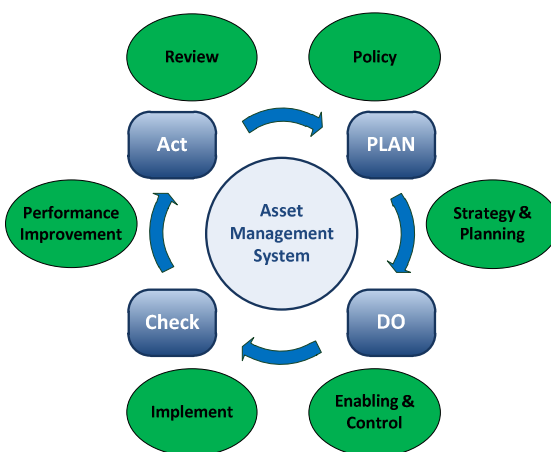 Review
Policy
Act
PLAN
Performance
Improvement
Asset
Management
System
Strategy &
Planning
Check
DO
Implement
Enabling &
Control